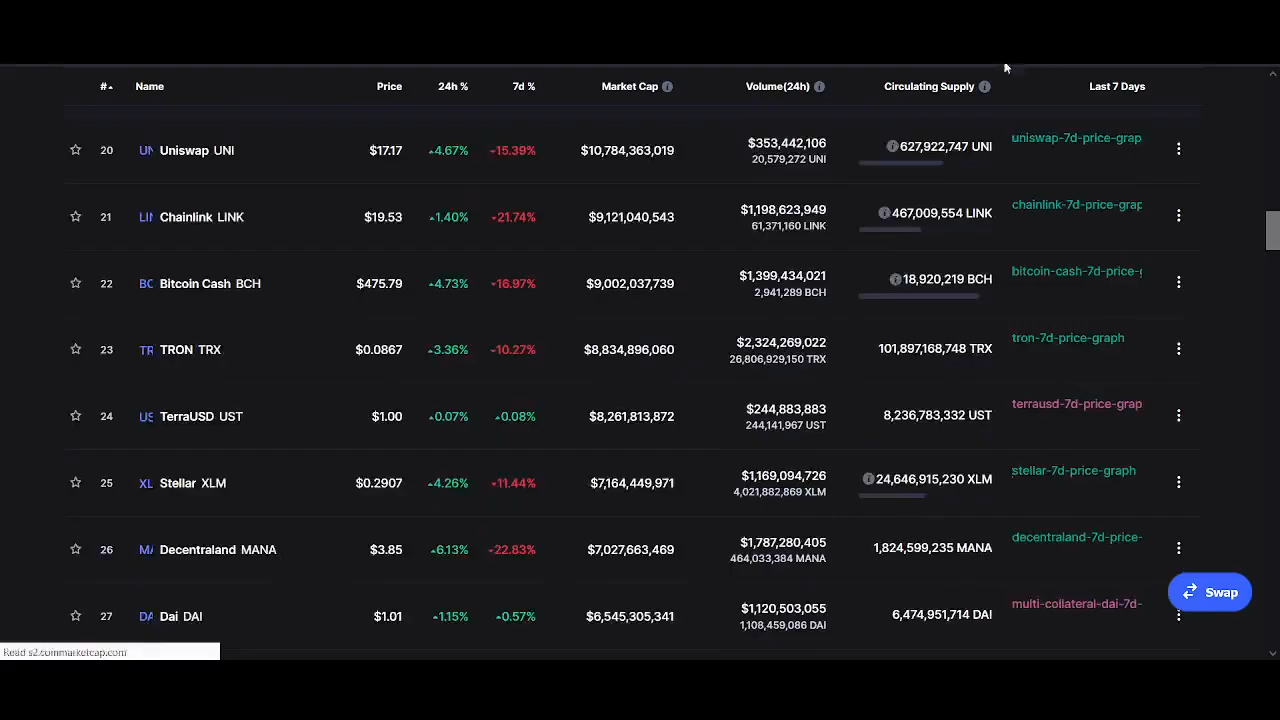 # Name Price 24h % 7d % Market Cap Volume(24h) Circulating Supply Last 7 Days
20 UN Uniswap UNI $17.17 4.67% 15.39% $10,784,363,019 $353,442,106 627,922,747 UNI uniswap-7d-price-grap
20,579,272 UNI
21 LIN Chainlink LINK $19.53 1.40% 21.74% $9,121,040,543 $1,198,623,949 467,009,554 LINK chainlink-7d-price-grap
61,371,160 LINK
22 BC Bitcoin Cash BCH $475.79 4.73% 16.97% $9,002,037,739 $1,399,434,021 18,920,219 BCH bitcoin-cash-7d-price-g
2,941,289 BCH
23 TR TRON TRX $0.0867 3.36% 10.27% $8,834,896,060 $2,324,269,022 101,897,168,748 TRX tron-7d-price-graph
26,806,929,150 TRX
24 US TerraUSD UST $1.00 0.07% 0.08% $8,261,813,872 $244,883,883 8,236,783,332 UST terrausd-7d-price-grap
244,141,967 UST
25 XL Stellar XLM $0.2907 4.26% 11.44% $7,164,449,971 $1,169,094,726 24,646,915,230 XLM stellar-7d-price-graph
4,021,882,869 XLM
26 MA Decentraland MANA $3.85 6.13% 22.83% $7,027,663,469 $1,787,280,405 1,824,599,235 MANA decentraland-7d-price-
464,033,384 MANA
27 DA Dai DAI $1.01 1.15% 0.57% $6,545,305,341 $1,120,503,055 6,474,951,714 DAI multi-collateral-dai-7d-
1,108,459,086 DAI
Swap
Read s2.coinmarketcap.com